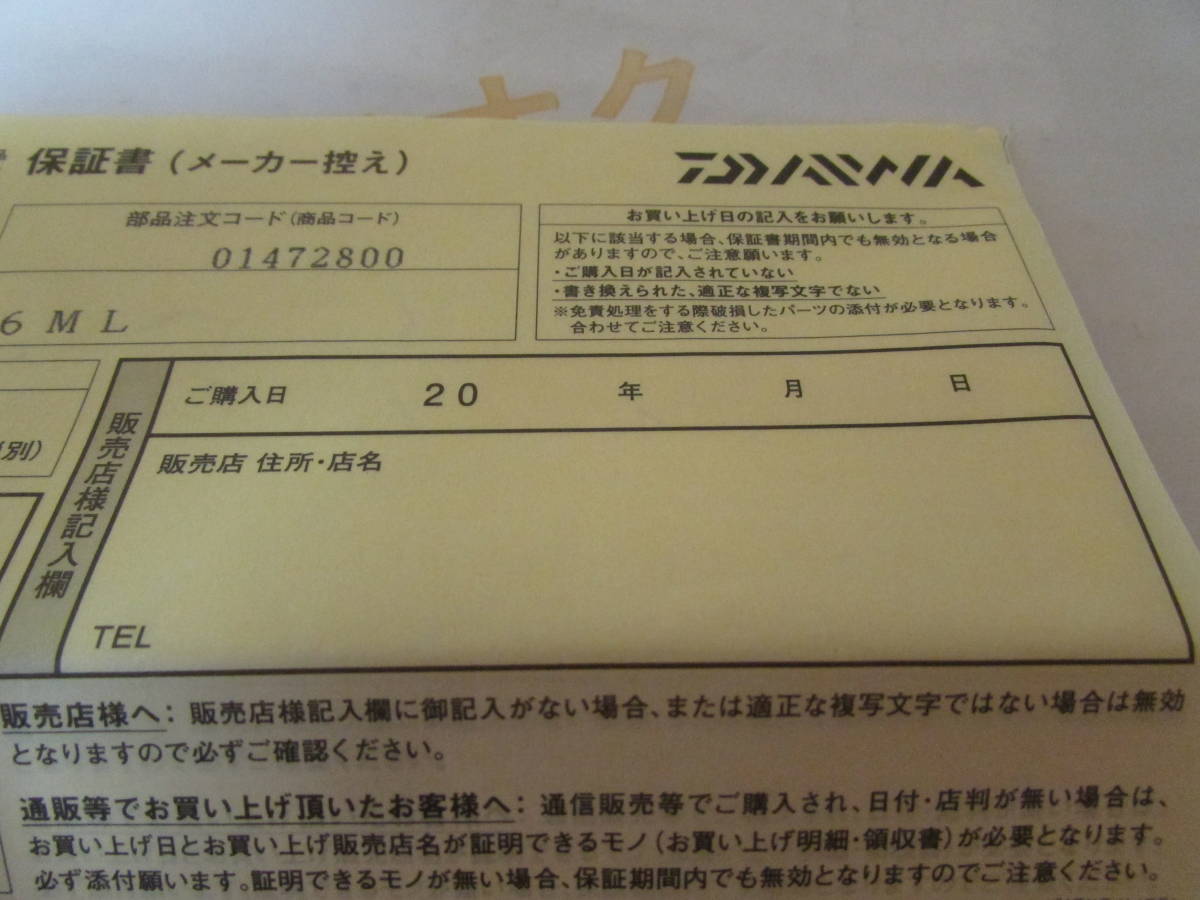 オク
保証書(メーカー控え)
DAIWA
部品注文コード(商品コード)
01472800
6ML
お買い上げ日の記入をお願いします。
以下に該当する場合、保証書期間内でも無効となる場合
がありますので、ご注意願います。
・ご購入日が記入されていない
・書き換えられた、適正な複写文字でない
※免責処理をする際破損したパーツの添付が必要となります。
合わせてご注意ください。
別)
販売店様記入欄
ご購入日 20 年 月 日
販売店 住所・店名
TEL
販売店様へ: 販売店様記入欄に御記入がない場合、または適正な複写文字ではない場合は無効
となりますので必ずご確認ください。
通販等でお買い上げ頂いたお客様へ: 通信販売等でご購入され、日付・店判が無い場合は、
お買い上げ日とお買い上げ販売店名が証明できるモノ(お買い上げ明細・領収書)が必要となります。
必ず添付願います。証明できるモノが無い場合、保証期間内でも無効となりますのでご注意ください。